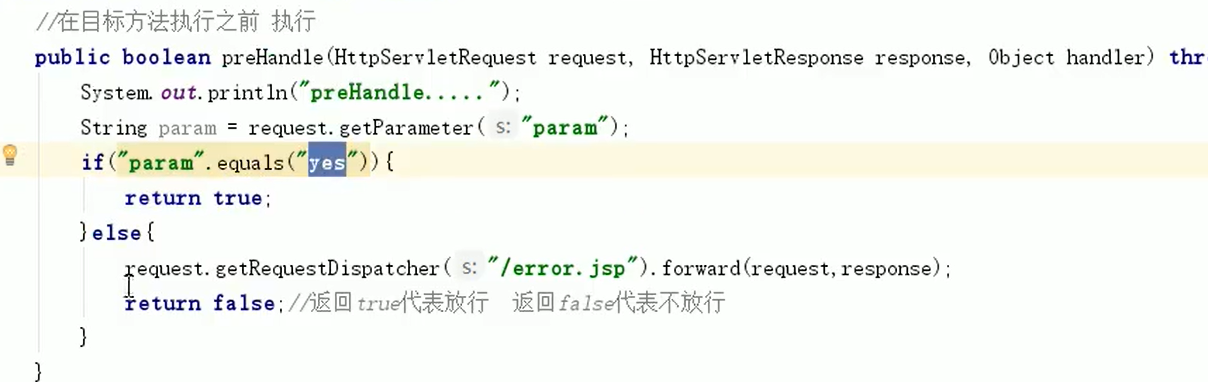 //在目标方法执行之前 执行
public boolean preHandle(HttpServletRequest request, HttpServletResponse response, Object handler) thr
System.out.println("preHandle.....");
String param = request.getParameter( s: "param");
if("param".equals("yes")){
return true;
}else{
request.getRequestDispatcher( s: "/error.jsp").forward(request,response);
return false;//返回true代表放行 返回false代表不放行
}
}